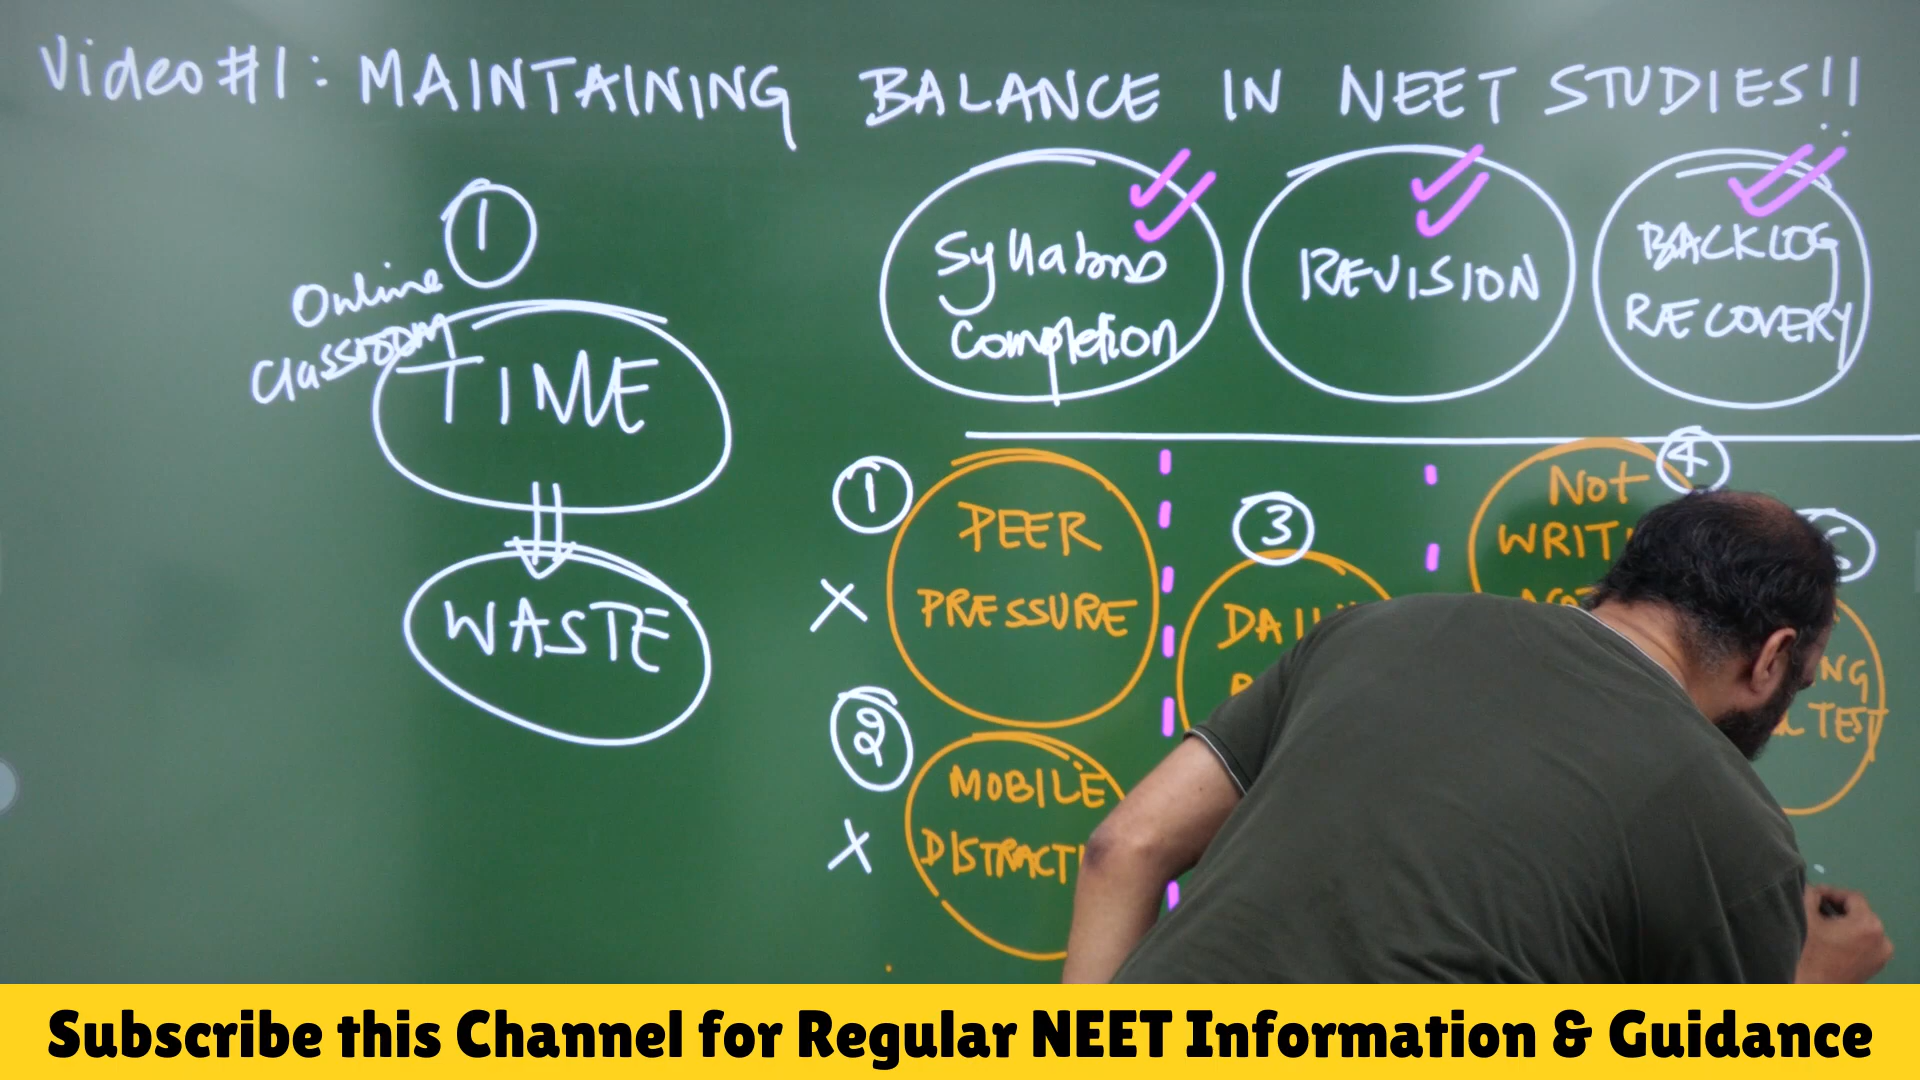 Video #1: MAINTAINING BALANCE IN NEET STUDIES!!
1
Online
Classroom
TIME
WASTE
Syllabus
Completion
REVISION
BACKLOG
RECOVERY
1
PEER
PRESSURE
X
2
MOBILE
X
3
4
Not
TEST
Subscribe this Channel for Regular NEET Information & Guidance